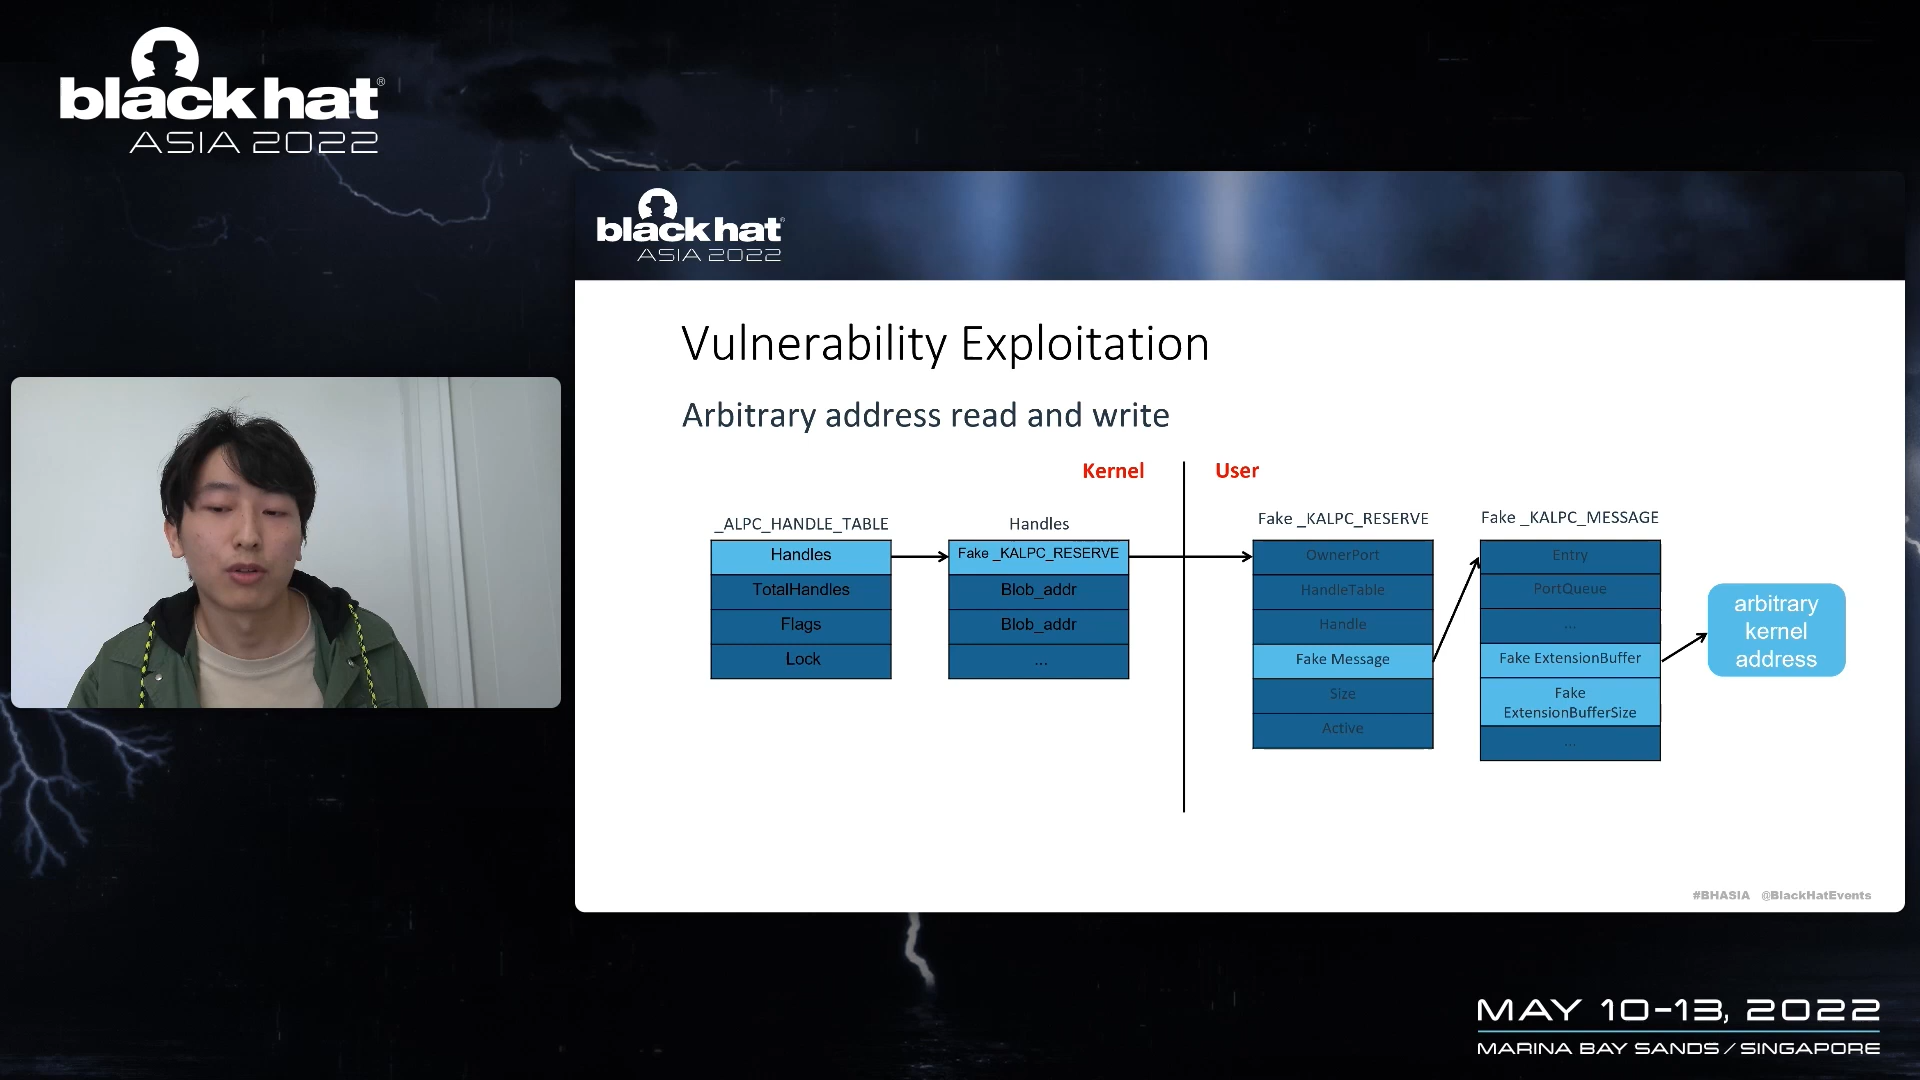 black hat®
ASIA 2022
black hat®
ASIA 2022
Vulnerability Exploitation
Arbitrary address read and write
Kernel
User
_ALPC_HANDLE_TABLE
Handles
TotalHandles
Flags
Lock
Handles
Fake _KALPC_RESERVE
Blob_addr
Blob_addr
...
Fake _KALPC_RESERVE
OwnerPort
HandleTable
Handle
Fake Message
Size
Active
Fake _KALPC_MESSAGE
Entry
PortQueue
...
Fake ExtensionBuffer
Fake
ExtensionBufferSize
...
arbitrary
kernel
address
#BHASIA @BlackHatEvents
MAY 10-13, 2022
MARINA BAY SANDS / SINGAPORE